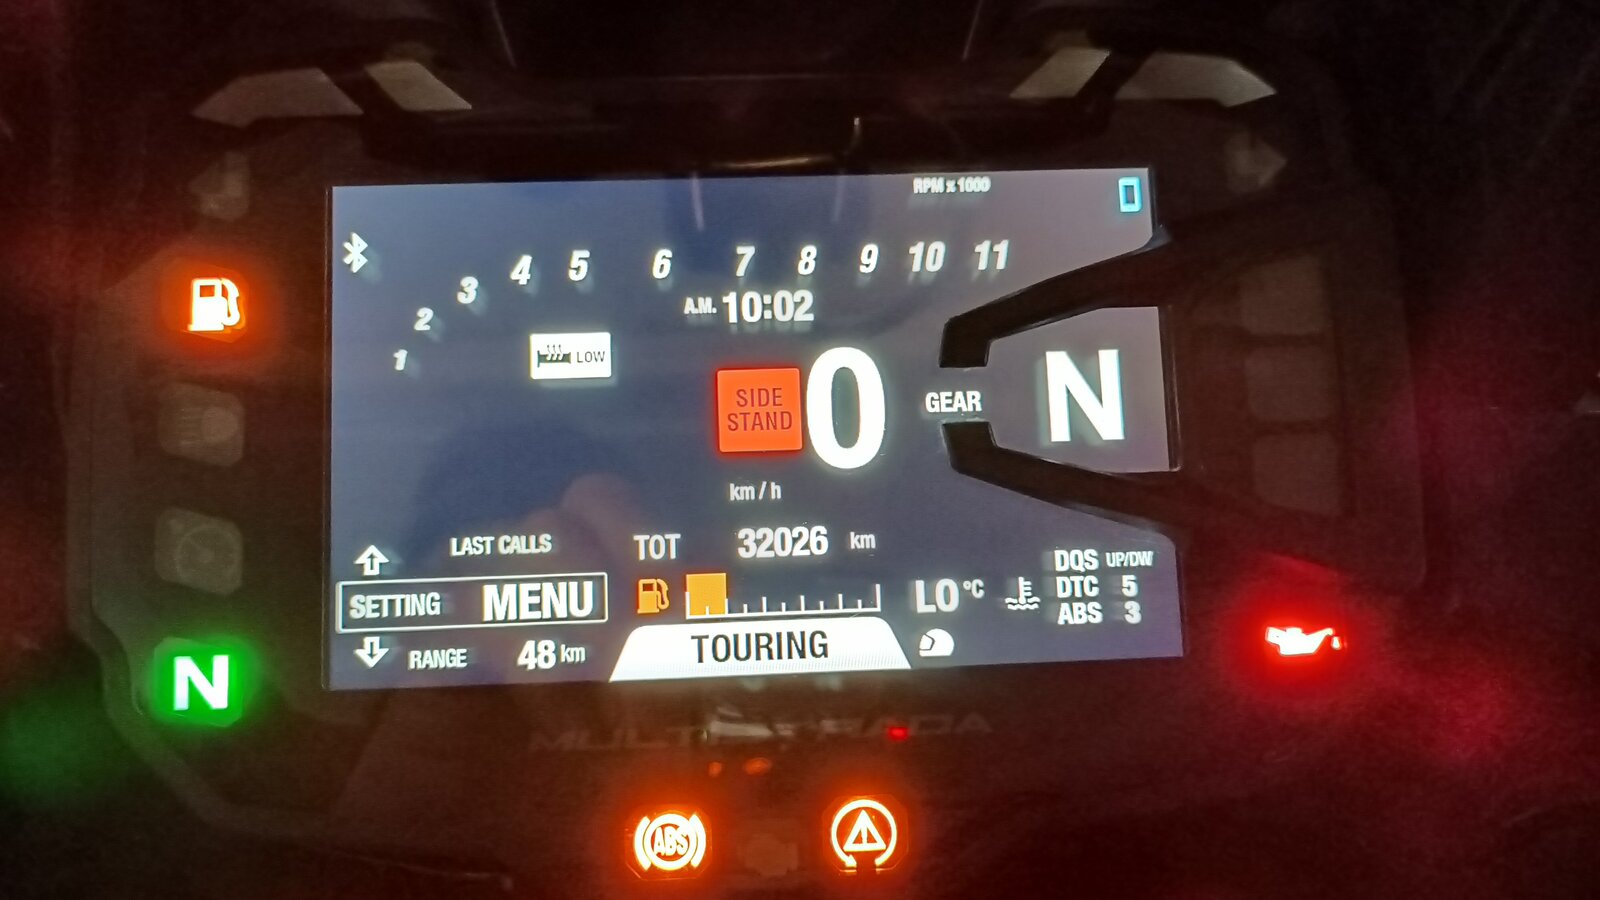 RPM x 1000
1 2 3 4 5 6 7 8 9 10 11
A.M. 10:02
LOW
SIDE
STAND
0
GEAR
N
km/h
LAST CALLS
TOT 32026 km
SETTING MENU
LO °C
DQS UP/DW
DTC 5
ABS 3
RANGE 48 km
TOURING
N
MULTISTRADA
ABS